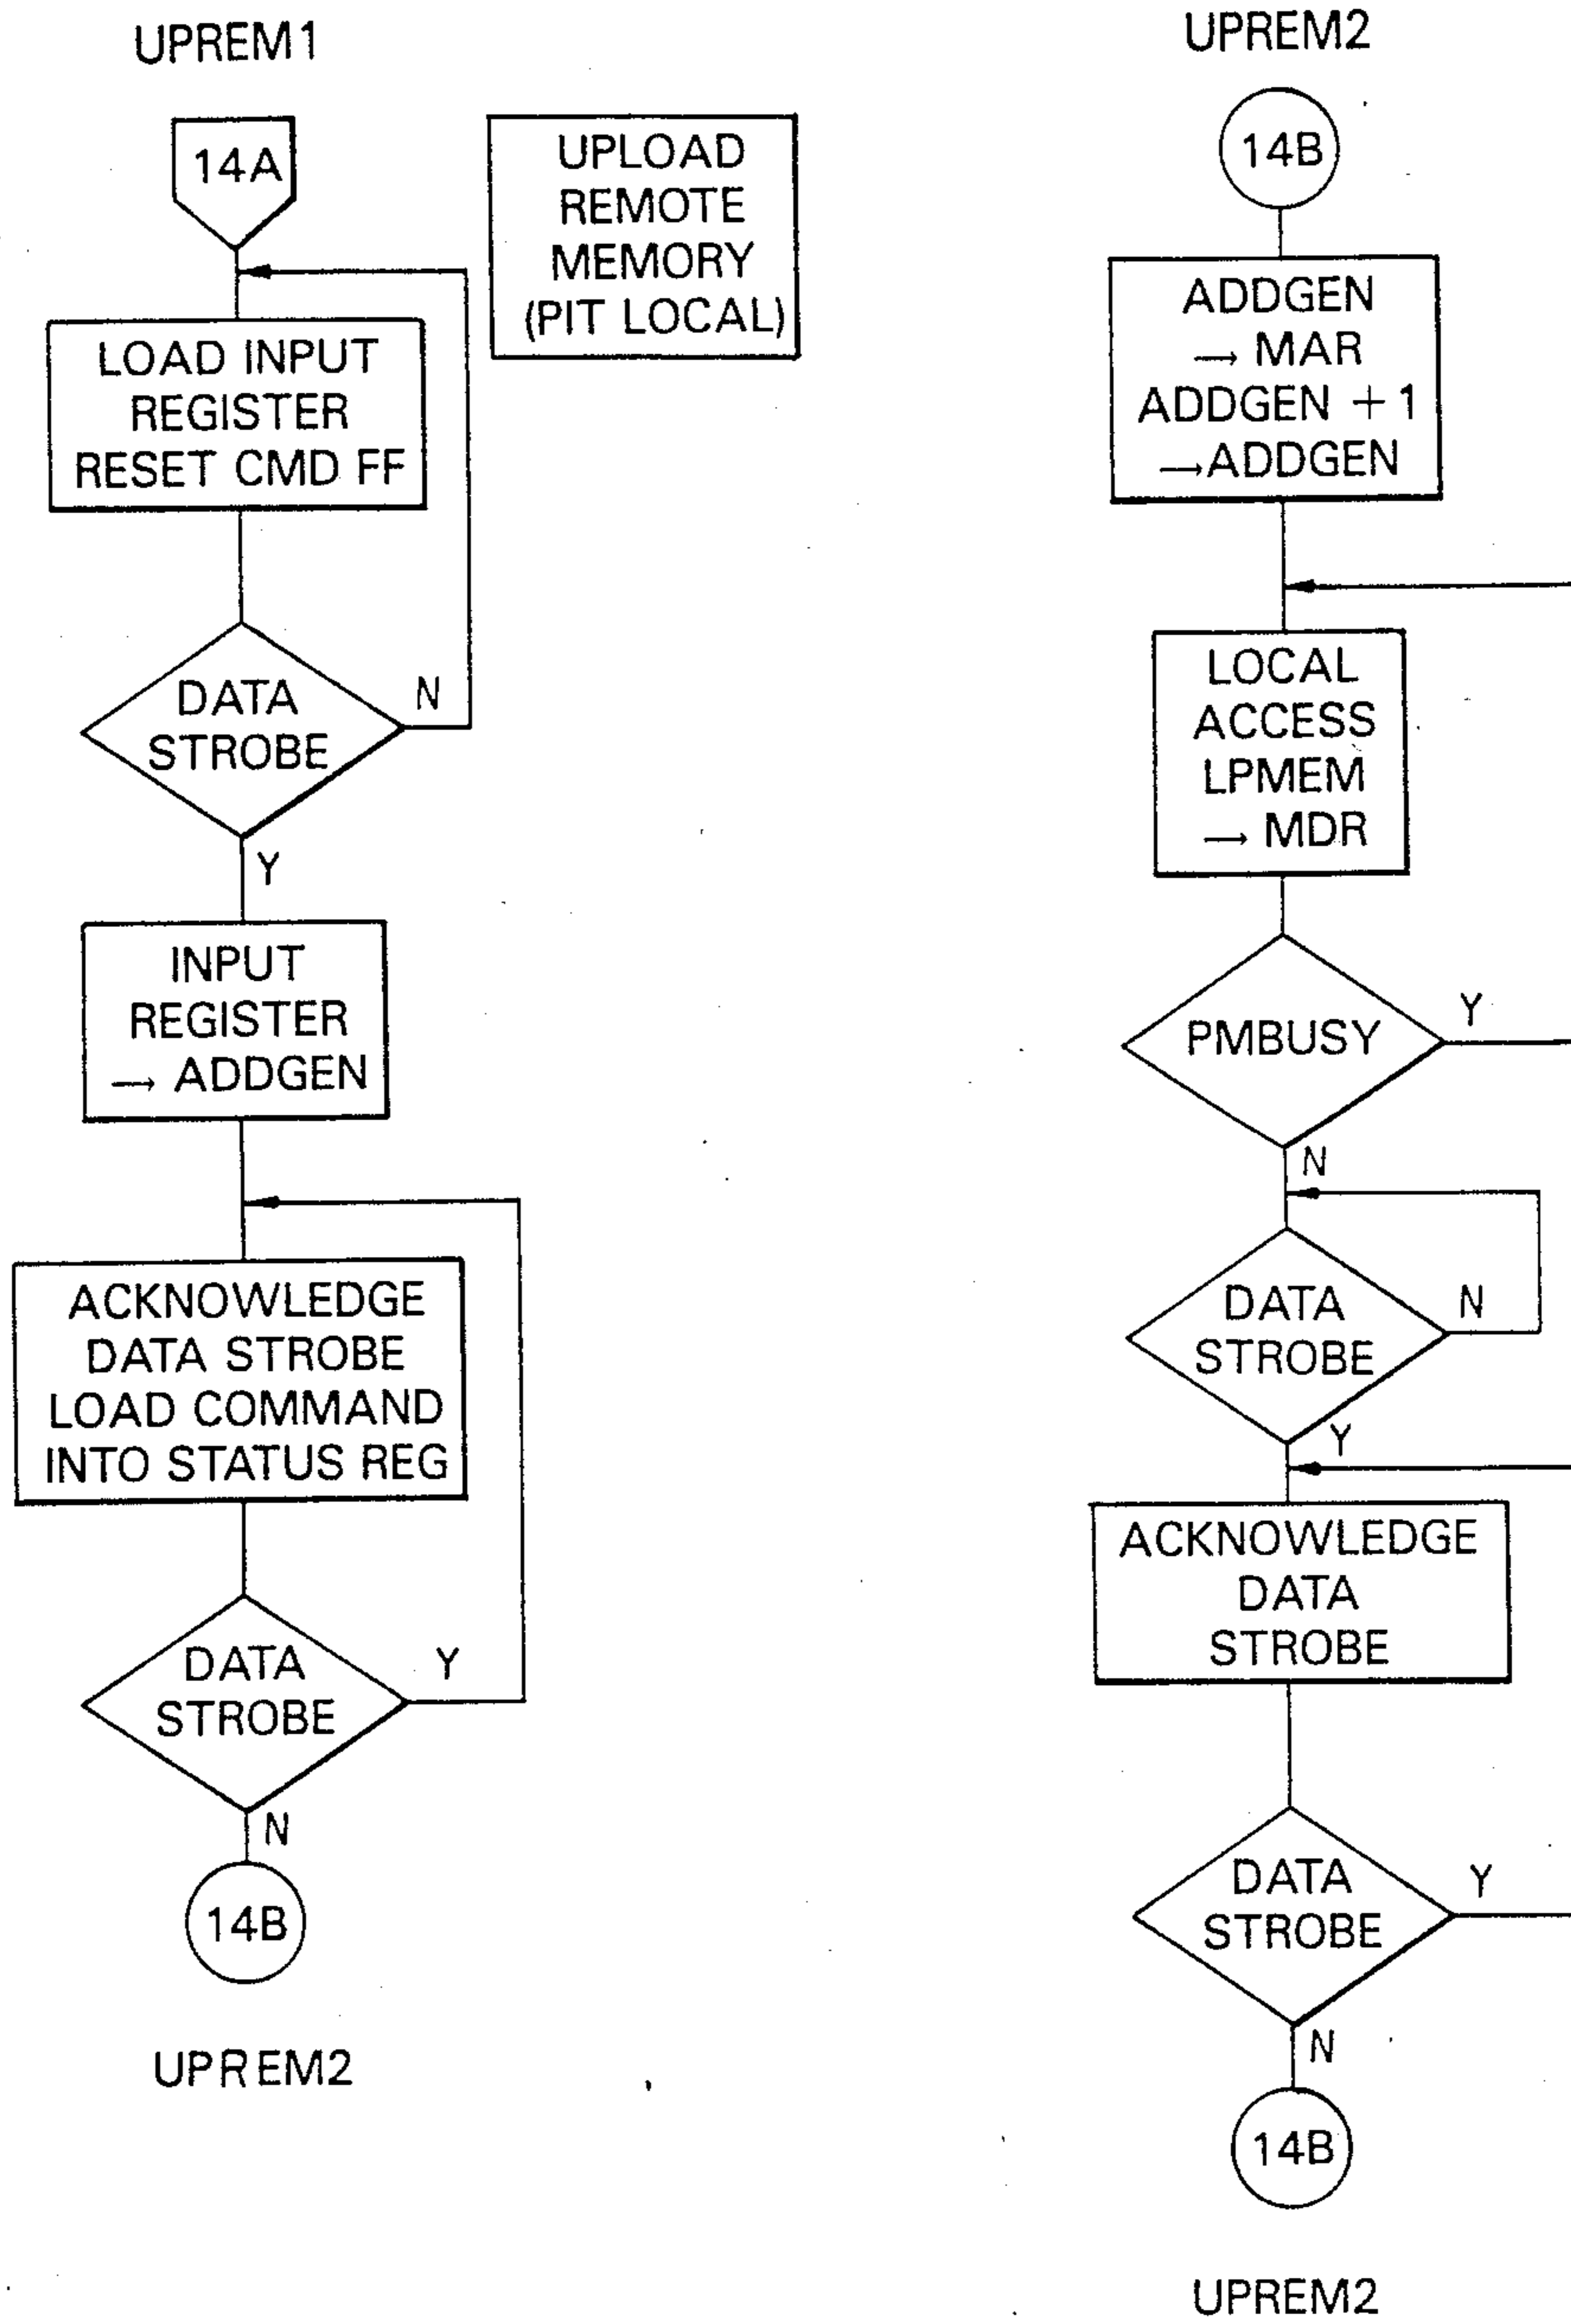 UPREM1
14A
UPLOAD
REMOTE
MEMORY
(PIT LOCAL)
LOAD INPUT
REGISTER
RESET CMD FF
DATA
STROBE
N
Y
INPUT
REGISTER
→ ADDGEN
ACKNOWLEDGE
DATA STROBE
LOAD COMMAND
INTO STATUS REG
DATA
STROBE
Y
N
14B
UPREM2
UPREM2
14B
ADDGEN
→ MAR
ADDGEN + 1
→ADDGEN
LOCAL
ACCESS
LPMEM
→ MDR
PMBUSY
Y
N
DATA
STROBE
N
Y
ACKNOWLEDGE
DATA
STROBE
DATA
STROBE
Y
N
14B
UPREM2